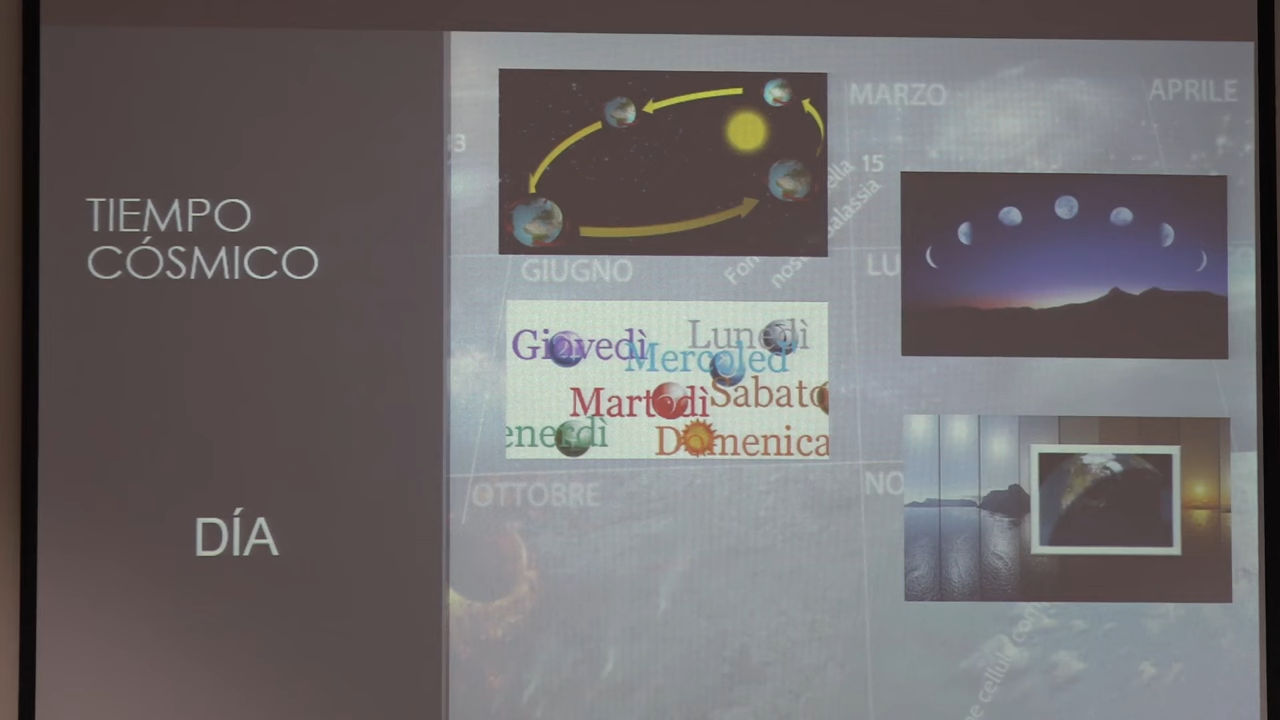 TIEMPO
CÓSMICO
DÍA
MARZO
APRILE
15
GIUGNO
Giovedì
Lunedì
Mercoled
Martedì
Sabato
enerdì
Domenica
OTTOBRE